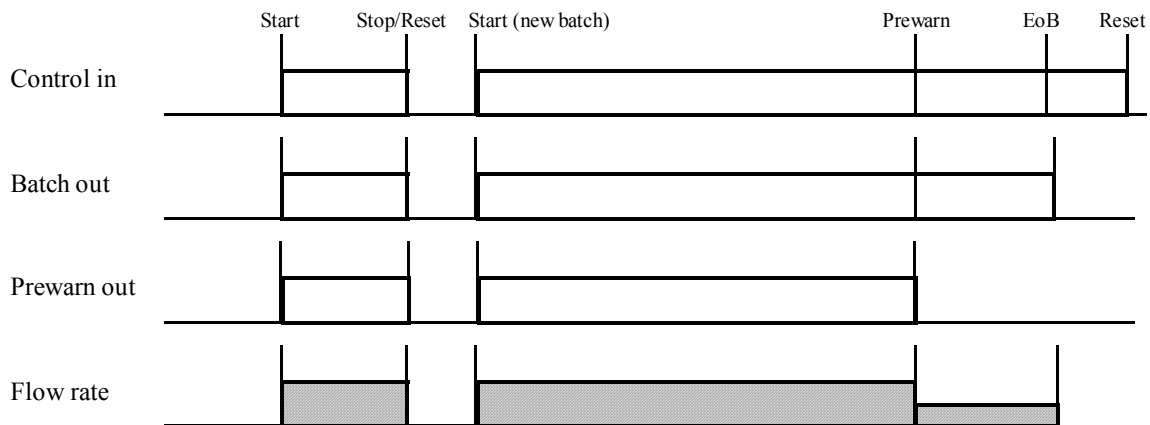 Start Stop/Reset Start (new batch) Prewarn EoB Reset
Control in
Batch out
Prewarn out
Flow rate